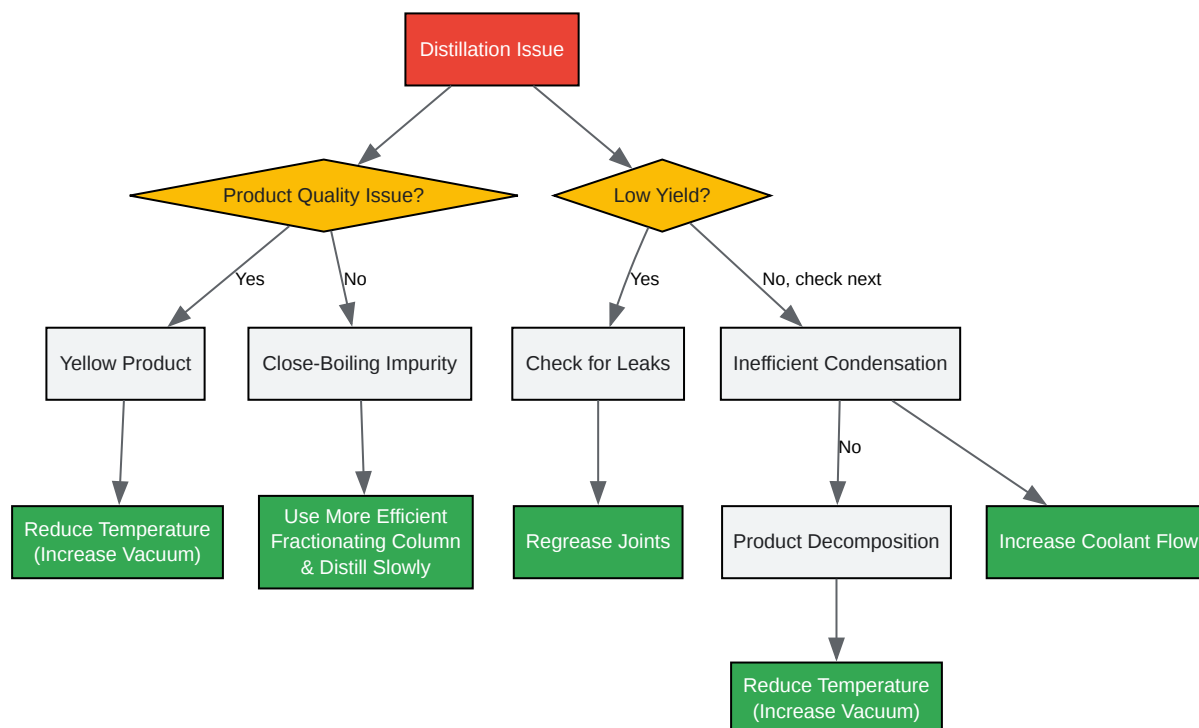 Distillation Issue
Product Quality Issue?
Low Yield?
Yes
No
Yes
No, check next
Yellow Product
Close-Boiling Impurity
Check for Leaks
Inefficient Condensation
No
Reduce Temperature
(Increase Vacuum)
Use More Efficient
Fractionating Column
& Distill Slowly
Regrease Joints
Product Decomposition
Increase Coolant Flow
Reduce Temperature
(Increase Vacuum)